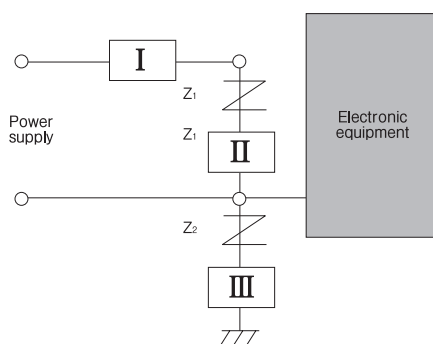 I
Z1
Electronic
equipment
Power
supply
Z1
II
Z2
III